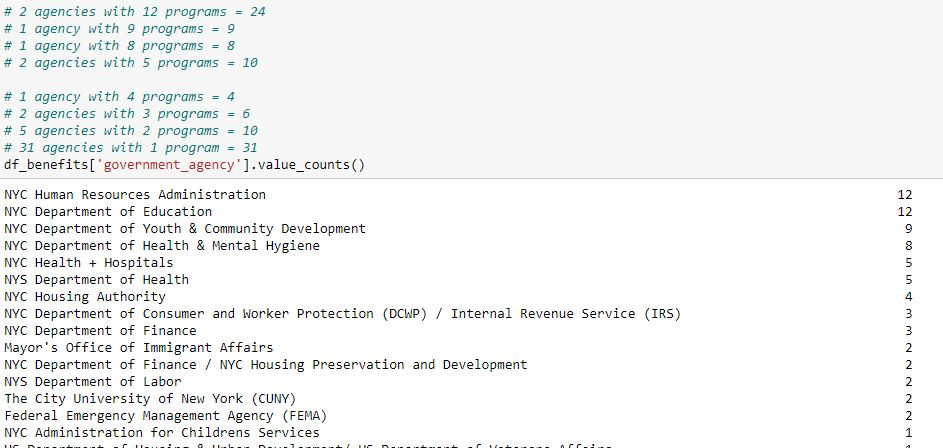 # 2 agencies with 12 programs = 24
# 1 agency with 9 programs = 9
# 1 agency with 8 programs = 8
# 2 agencies with 5 programs = 10
# 1 agency with 4 programs = 4
# 2 agencies with 3 programs = 6
# 5 agencies with 2 programs = 10
# 31 agencies with 1 program = 31
df_benefits['government_agency'].value_counts()
NYC Human Resources Administration 12
NYC Department of Education 12
NYC Department of Youth & Community Development 9
NYC Department of Health & Mental Hygiene 8
NYC Health + Hospitals 5
NYS Department of Health 5
NYC Housing Authority 4
NYC Department of Consumer and Worker Protection (DCWP) / Internal Revenue Service (IRS) 3
NYC Department of Finance 3
Mayor's Office of Immigrant Affairs 2
NYC Department of Finance / NYC Housing Preservation and Development 2
NYS Department of Labor 2
The City University of New York (CUNY) 2
Federal Emergency Management Agency (FEMA) 2
NYC Administration for Childrens Services 1